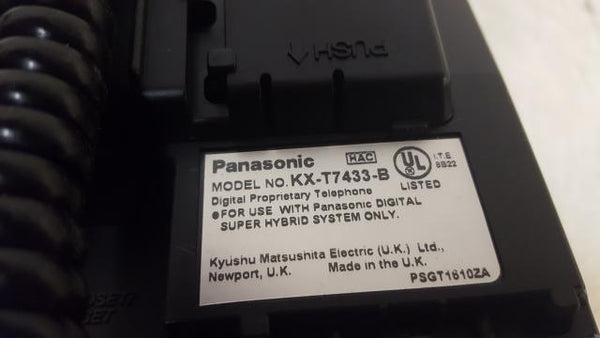 PUSH
Panasonic HAC UL LISTED I.T.E 8B22
MODEL NO. KX-T7433-B
Digital Proprietary Telephone
●FOR USE WITH Panasonic DIGITAL
SUPER HYBRID SYSTEM ONLY.
Kyushu Matsushita Electric (U.K.) Ltd.,
Newport, U.K. Made in the U.K.
PSGT1610ZA